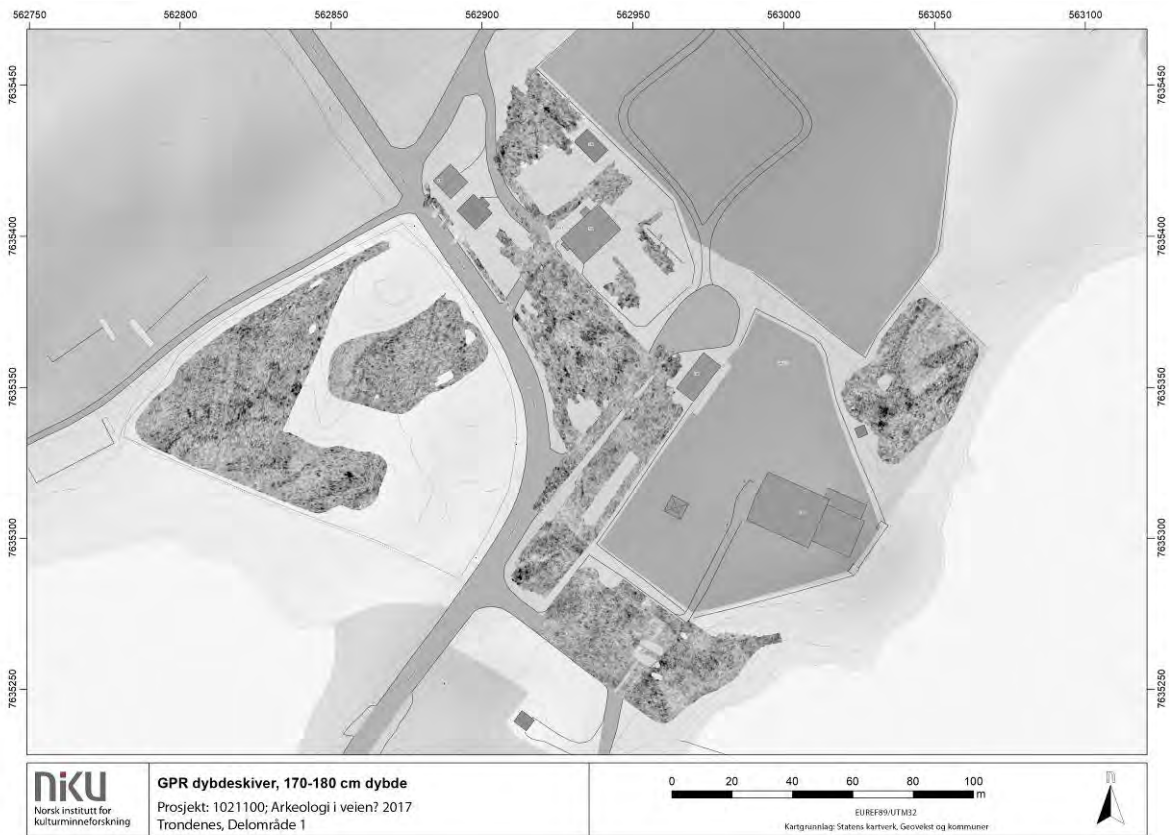 562750 562800 562850 562900 562950 563000 563050 563100
7635450 7635450
7635400 7635400
7635350 7635350
7635300 7635300
7635250 7635250
niku
Norsk institutt for
kulturminneforskning
GPR dybdeskiver, 170-180 cm dybde
Prosjekt: 1021100; Arkeologi i veien? 2017
Trondenes, Delområde 1
0 20 40 60 80 100
m
EUREF89/UTM32
Kartgrunnlag: Statens kartverk, Geovekst og kommuner
n